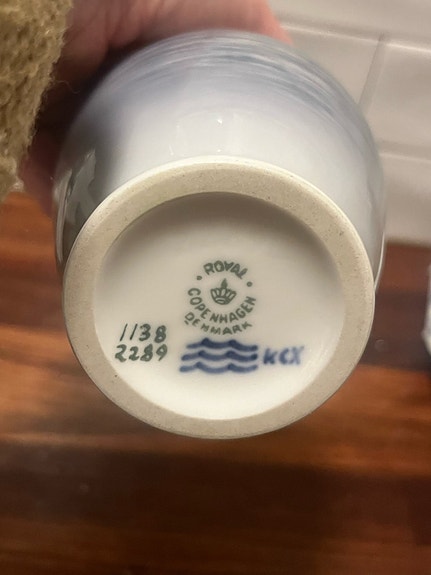 ROYAL
COPENHAGEN
DENMARK
1138
2289
KCX